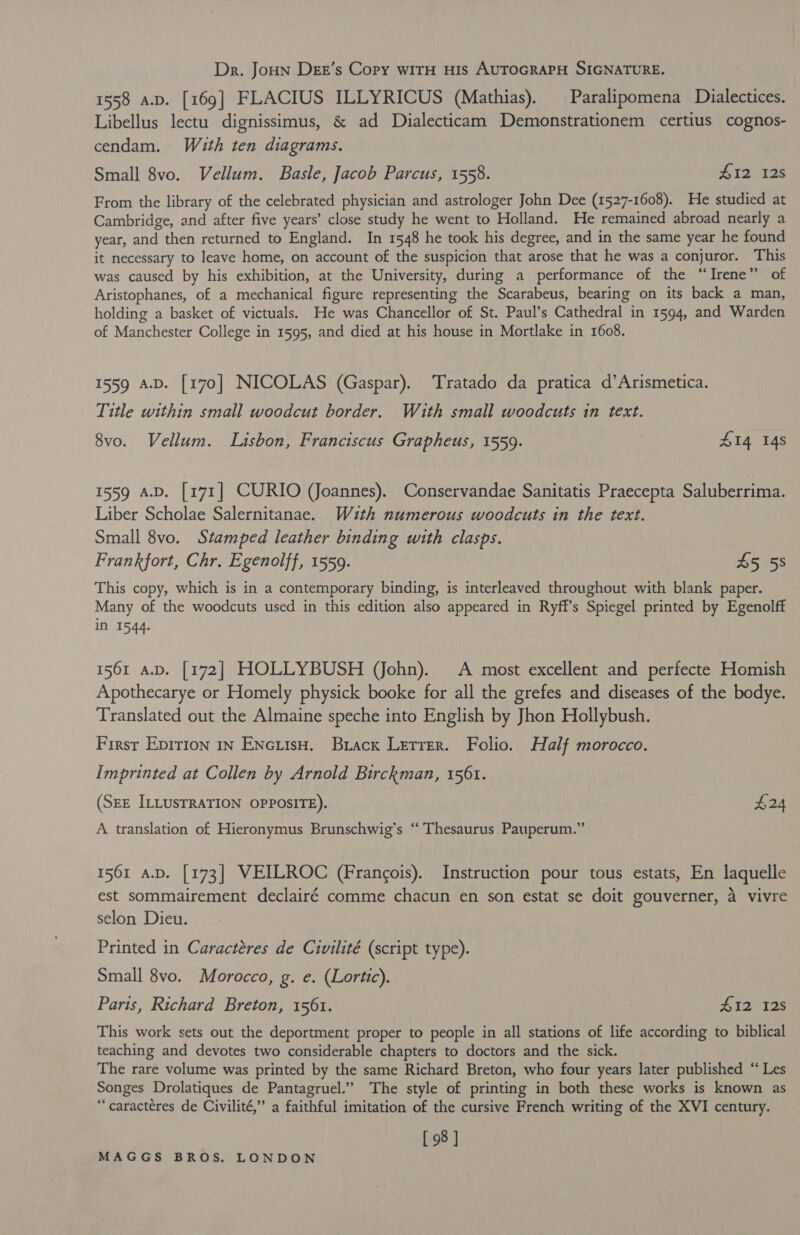 Dr. John Dee's Copy with his Autograph Signature.
1558 A.D. [169] FLACIUS ILLYRICUS (Mathias). Paralipomena Dialectices.
Libellus lectu dignissimus, & ad Dialecticam Demonstrationem certius cognos-
cendam. With ten diagrams.
Small 8vo. Vellum. Basle, Jacob Parcus, 1558. £12 12s
From the library of the celebrated physician and astrologer John Dee (1527-1608). He studied at
Cambridge, and after five years' close study he went to Holland. He remained abroad nearly a
year, and then returned to England. In 1548 he took his degree, and in the same year he found
it necessary to leave home, on account of the suspicion that arose that he was a conjuror. This
was caused by his exhibition, at the University, during a performance of the "Irene" of
Aristophanes, of a mechanical figure representing the Scarabeus, bearing on its back a man,
holding a basket of victuals. He was Chancellor of St. Paul's Cathedral in 1594, and Warden
of Manchester College in 1595, and died at his house in Mortlake in 1608.
1559 A.D. [170] NICOLAS (Gaspar). Tratado da pratica d'Arismetica.
Title within small woodcut border. With small woodcuts in text.
8vo. Vellum. Lisbon, Franciscus Grapheus, 1559. £14 14s
1559 A.D. [171] CURIO (Joannes). Conservandae Sanitatis Praecepta Saluberrima.
Liber Scholae Salernitanae. With numerous woodcuts in the text.
Small 8vo. Stamped leather binding with clasps.
Frankfort, Chr. Egenolff, 1559. £5 5s
This copy, which is in a contemporary binding, is interleaved throughout with blank paper.
Many of the woodcuts used in this edition also appeared in Ryff's Spiegel printed by Egenolff
in 1544.
1561 A.D. [172] HOLLYBUSH (John). A most excellent and perfecte Homish
Apothecarye or Homely physick booke for all the grefes and diseases of the bodye.
Translated out the Almaine speche into English by Jhon Hollybush.
First Edition in English. Black Letter. Folio. Half morocco.
Imprinted at Collen by Arnold Birckman, 1561.
(See Illustration opposite). £24
A translation of Hieronymus Brunschwig's "Thesaurus Pauperum."
1561 A.D. [173] VEILROC (François). Instruction pour tous estats, En laquelle
est sommairement declairé comme chacun en son estat se doit gouverner, à vivre
selon Dieu.
Printed in Caractères de Civilité (script type).
Small 8vo. Morocco, g. e. (Lortic).
Paris, Richard Breton, 1561. £12 12s
This work sets out the deportment proper to people in all stations of life according to biblical
teaching and devotes two considerable chapters to doctors and the sick.
The rare volume was printed by the same Richard Breton, who four years later published "Les
Songes Drolatiques de Pantagruel." The style of printing in both these works is known as
"caractères de Civilité," a faithful imitation of the cursive French writing of the XVI century.
[ 98 ]
MAGGS BROS. LONDON